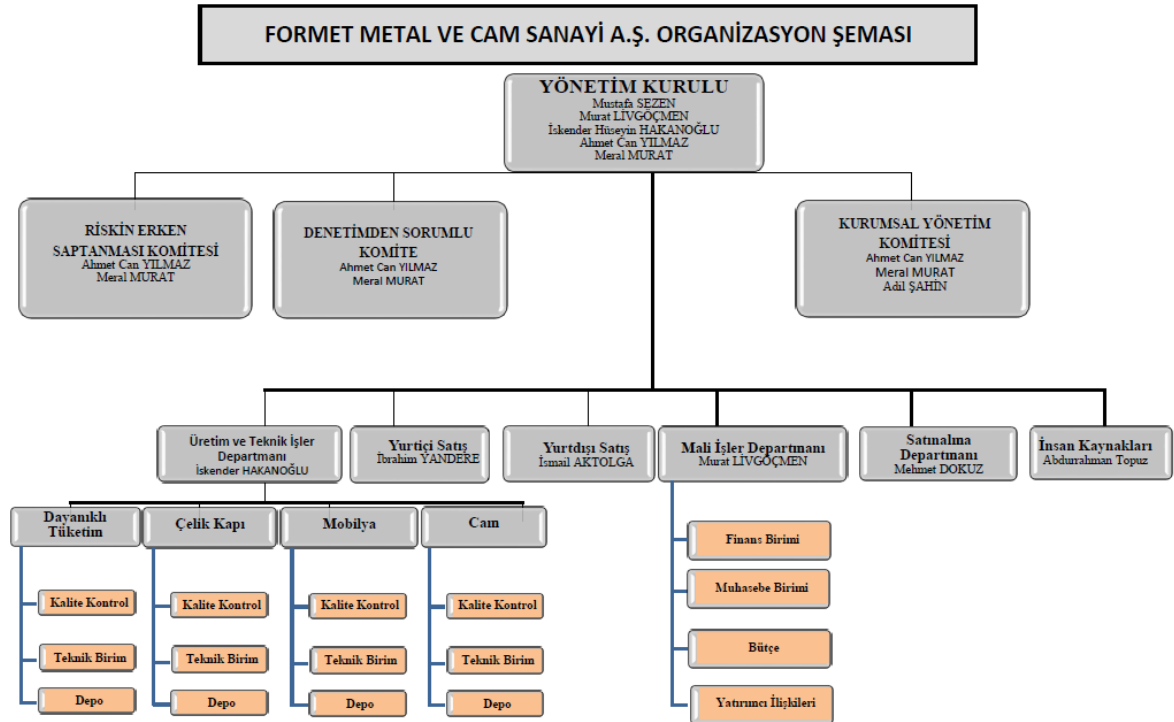 FORMET METAL VE CAM SANAYİ A.Ş. ORGANİZASYON ŞEMASI
YÖNETİM KURULU
Mustafa SEZEN
Murat LİVGÖÇMEN
İskender Hüseyin HAKANOĞLU
Ahmet Can YILMAZ
Meral MURAT
RİSKİN ERKEN
SAPTANMASI KOMİTESİ
Ahmet Can YILMAZ
Meral MURAT
DENETİMDEN SORUMLU
KOMİTE
Ahmet Can YILMAZ
Meral MURAT
KURUMSAL YÖNETİM
KOMİTESİ
Ahmet Can YILMAZ
Meral MURAT
Adil ŞAHİN
Üretim ve Teknik İşler
Departmanı
İskender HAKANOĞLU
Yurtiçi Satış
İbrahim YANDERE
Yurtdışı Satış
İsmail AKTOLGA
Mali İşler Departmanı
Murat LİVGÖÇMEN
Satınalma
Departmanı
Mehmet DOKUZ
İnsan Kaynakları
Abdurrahman Topuz
Dayanıklı
Tüketim
Kalite Kontrol
Teknik Birim
Depo
Çelik Kapı
Kalite Kontrol
Teknik Birim
Depo
Mobilya
Kalite Kontrol
Teknik Birim
Depo
Cam
Kalite Kontrol
Teknik Birim
Depo
Finans Birimi
Muhasebe Birimi
Bütçe
Yatırımcı İlişkileri